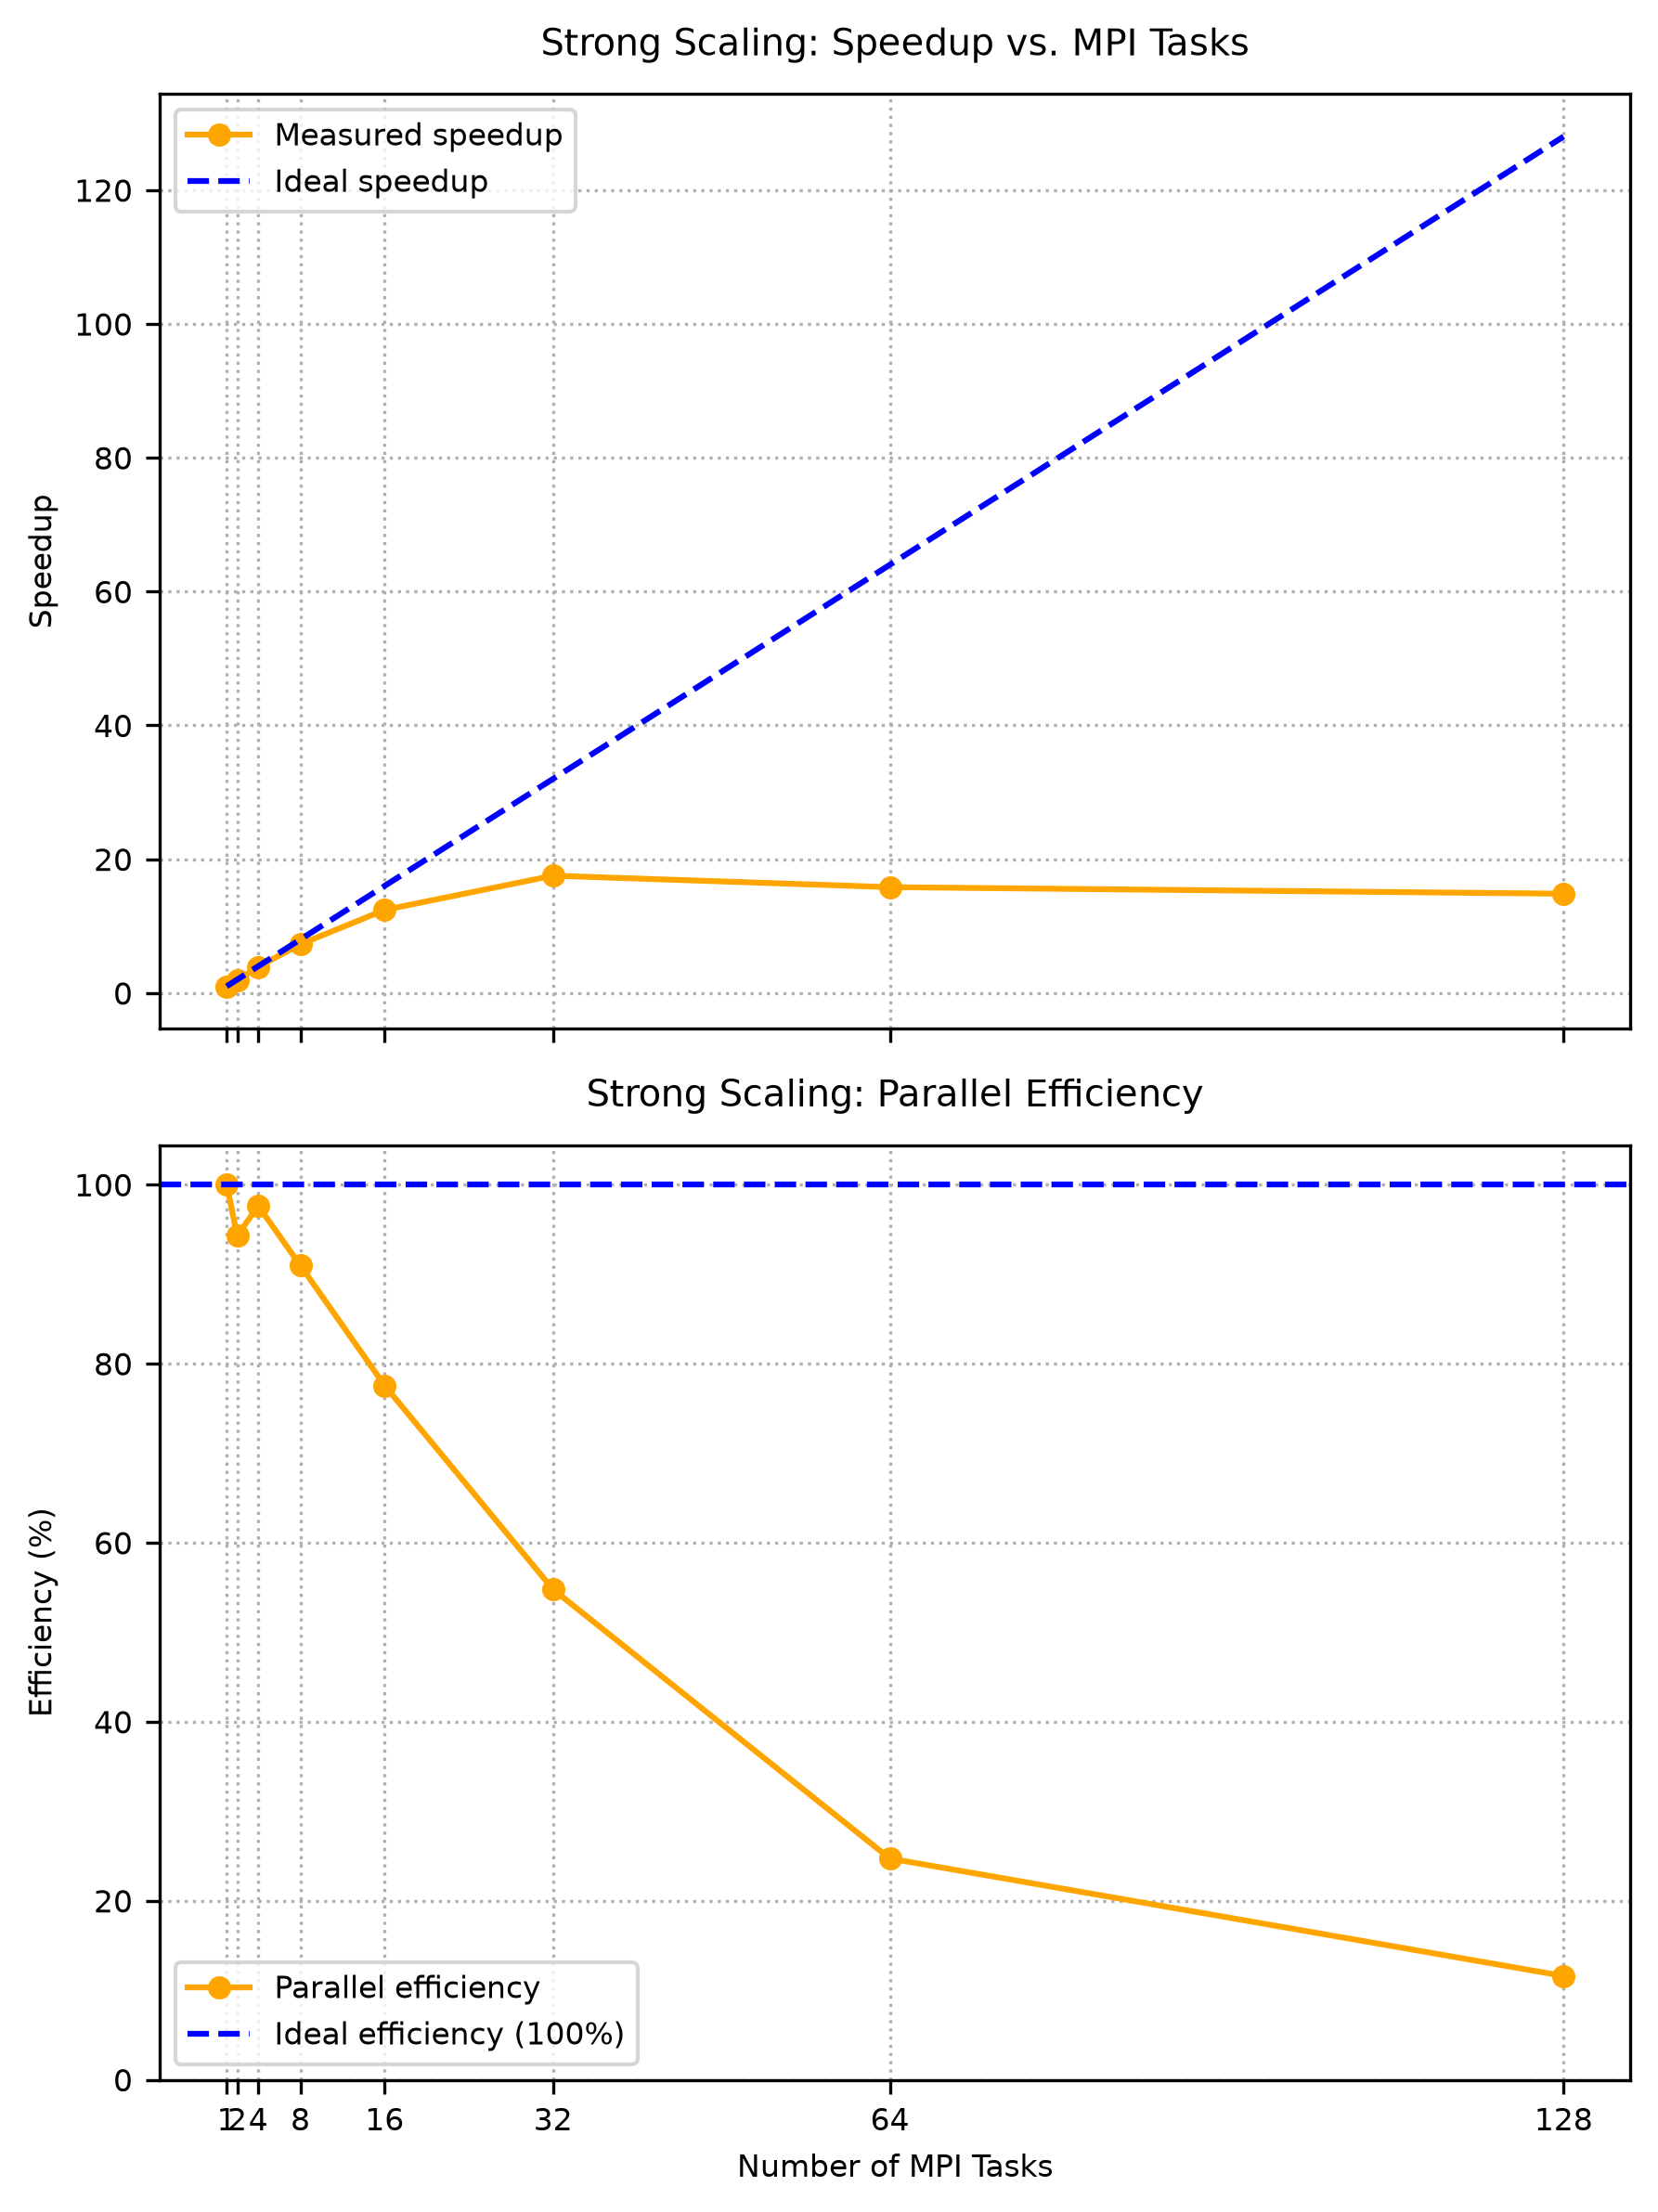 Strong Scaling: Speedup vs. MPI Tasks
Measured speedup
Ideal speedup
120
100
80
60
40
20
0
Speedup
Strong Scaling: Parallel Efficiency
100
80
60
40
20
0
Efficiency (%)
Parallel efficiency
Ideal efficiency (100%)
1 2 4 8 16 32 64 128
Number of MPI Tasks